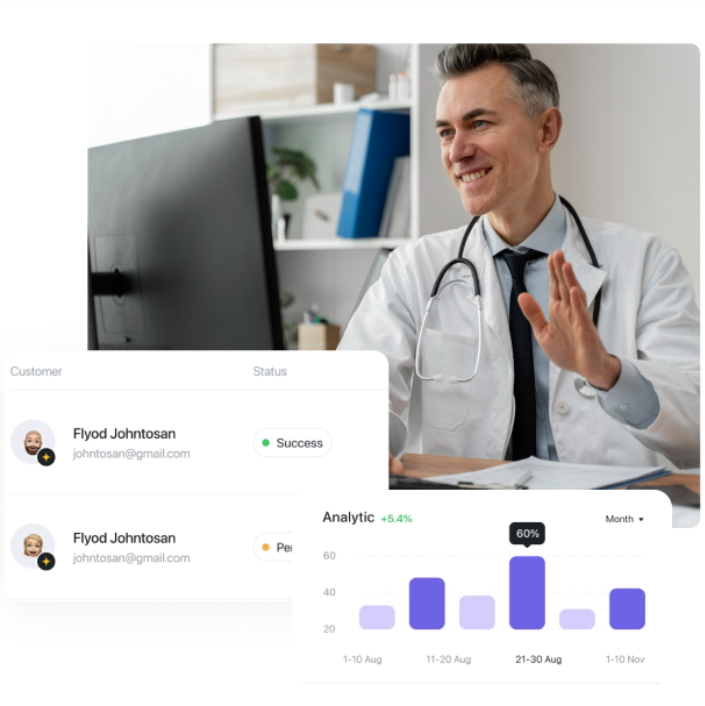 Customer Status
Flyod Johntosan Success
johntosan@gmail.com
Flyod Johntosan
johntosan@gmail.com
Analytic +5.4% Month
60%
60
40
20
1-10 Aug 11-20 Aug 21-30 Aug 1-10 Nov